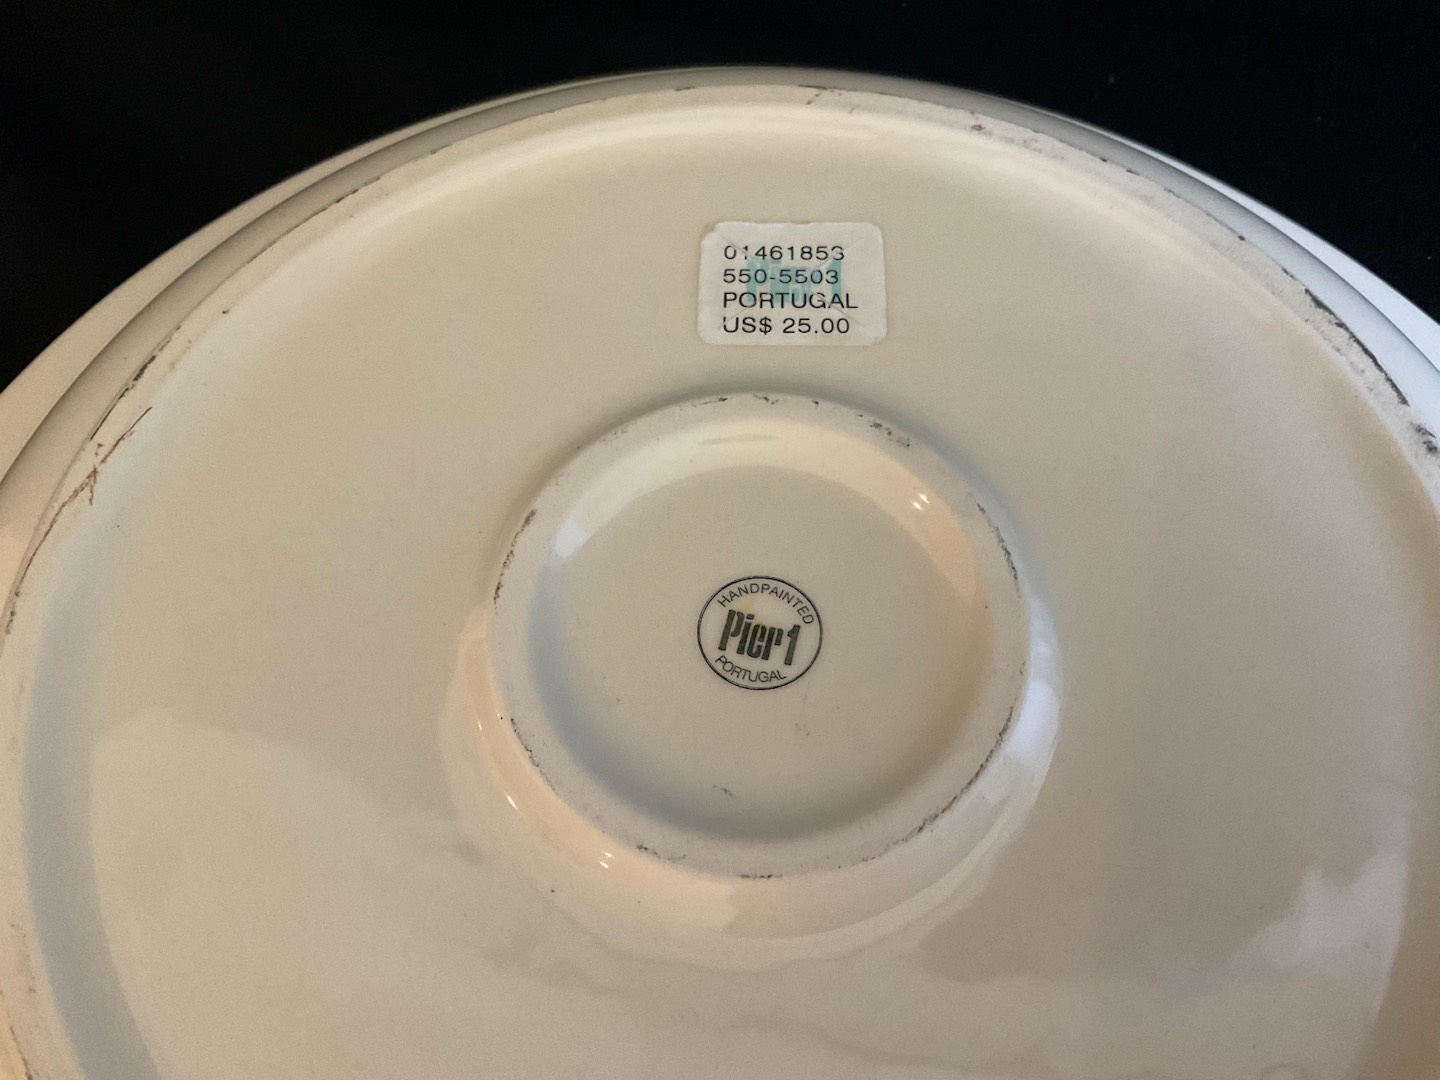 01461853
550-5503
PORTUGAL
US$ 25.00
HANDPAINTED
Pier 1
PORTUGAL